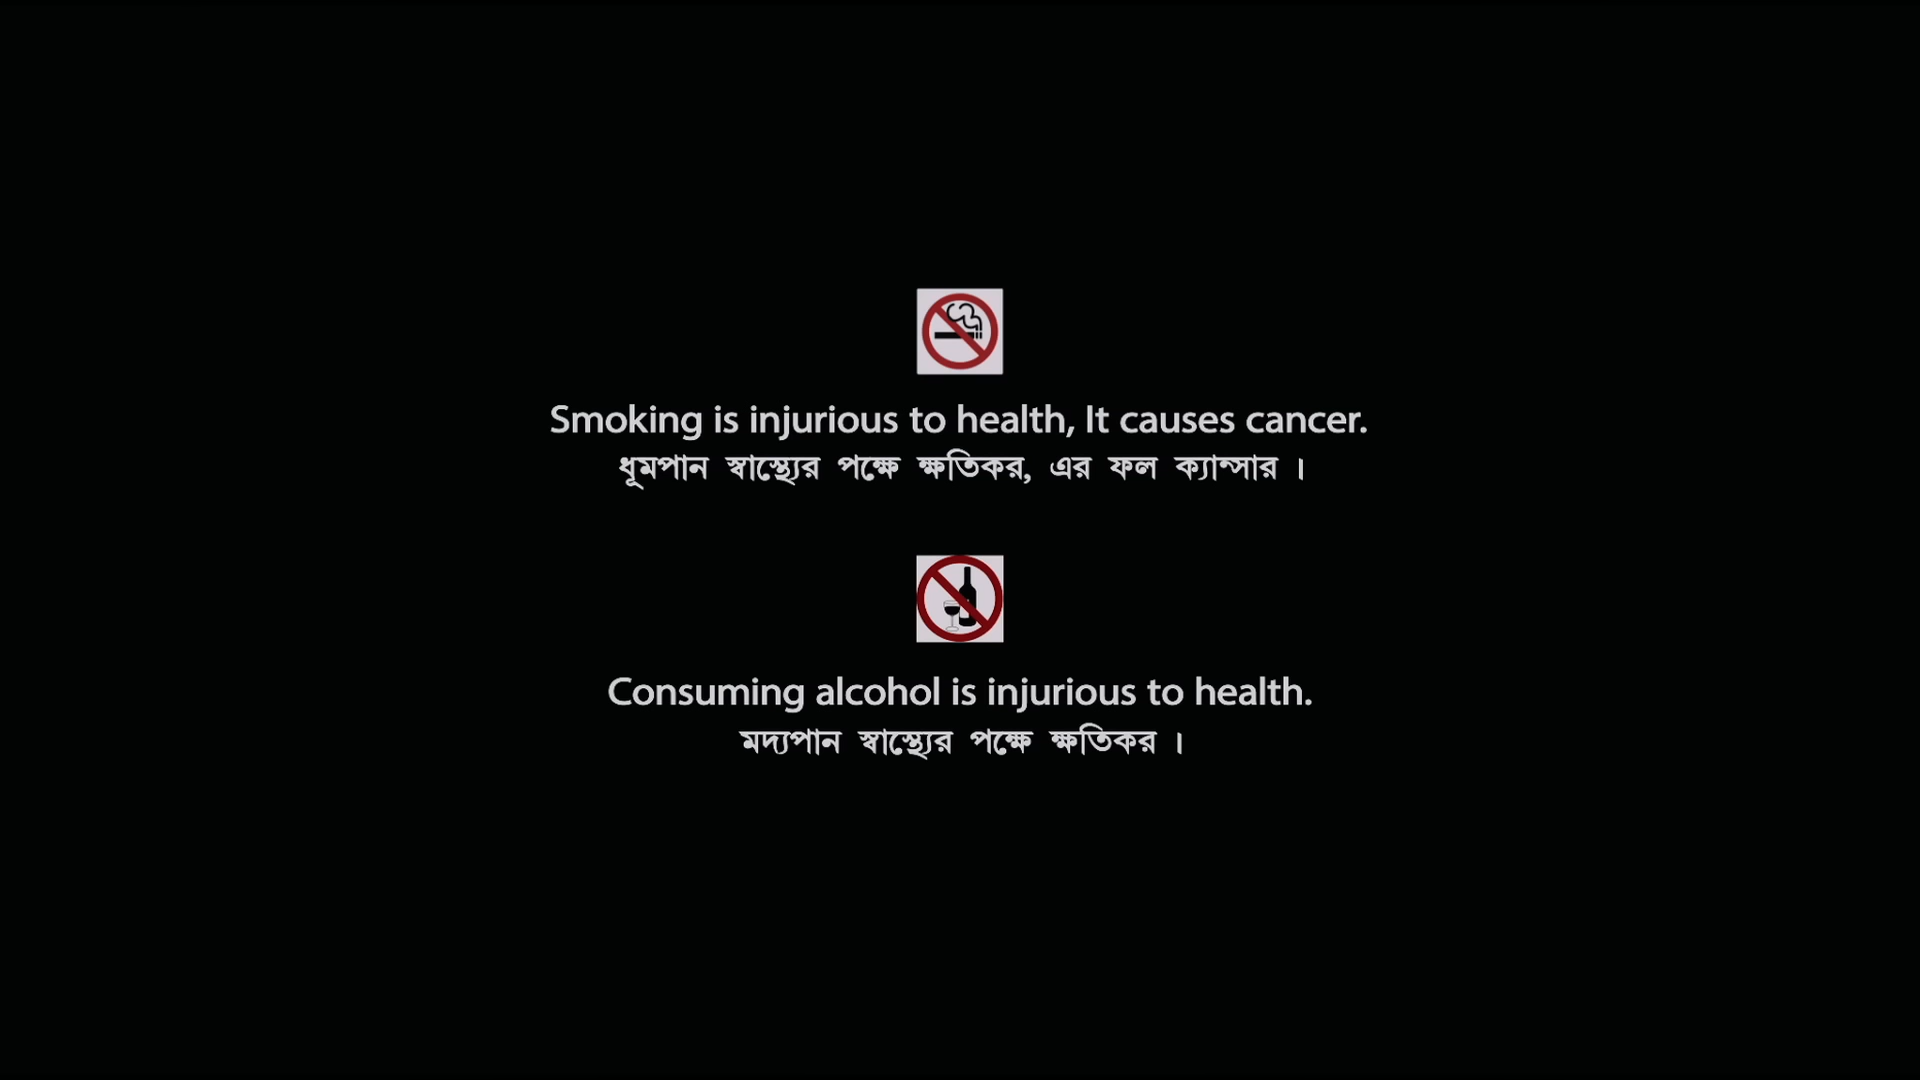 Smoking is injurious to health, It causes cancer.
ধূমপান স্বাস্থ্যের পক্ষে ক্ষতিকর, এর ফল ক্যান্সার ।
Consuming alcohol is injurious to health.
মদ্যপান স্বাস্থ্যের পক্ষে ক্ষতিকর ।